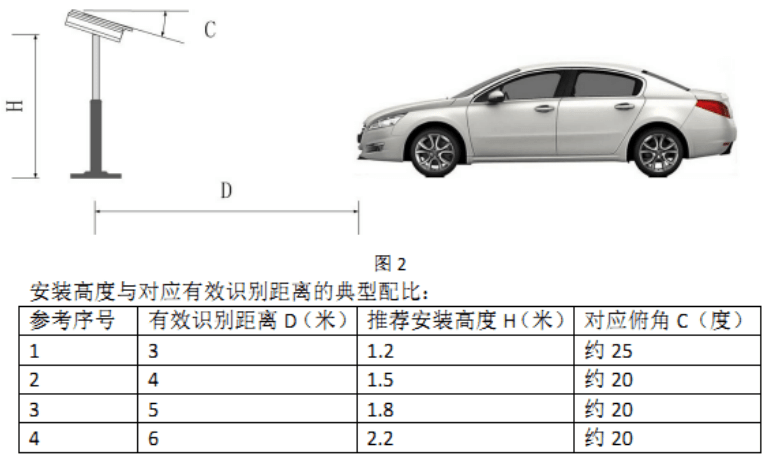 C
H
D
图 2
安装高度与对应有效识别距离的典型配比：
参考序号 有效识别距离 D（米） 推荐安装高度 H（米） 对应俯角 C（度）
1 3 1.2 约 25
2 4 1.5 约 20
3 5 1.8 约 20
4 6 2.2 约 20